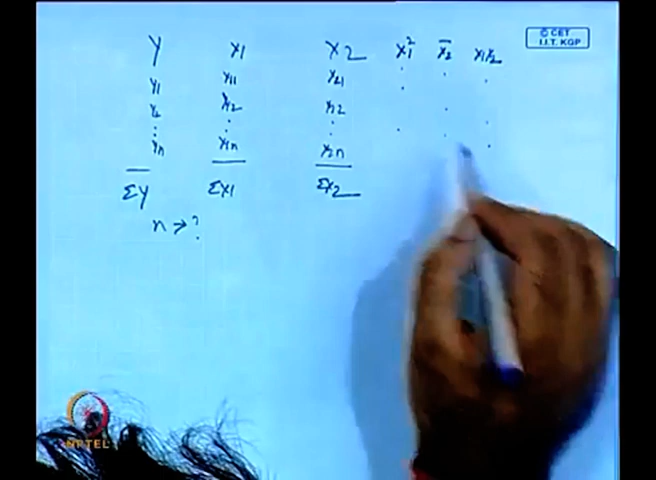 © CET
I.I.T. KGP
Y X1 X2 X1² X2 X1X2
Y1 X11 X21
Y2 X12 X22
: : :
Yn X1n X2n
ΣY ΣX1 ΣX2
n → ?
NPTEL